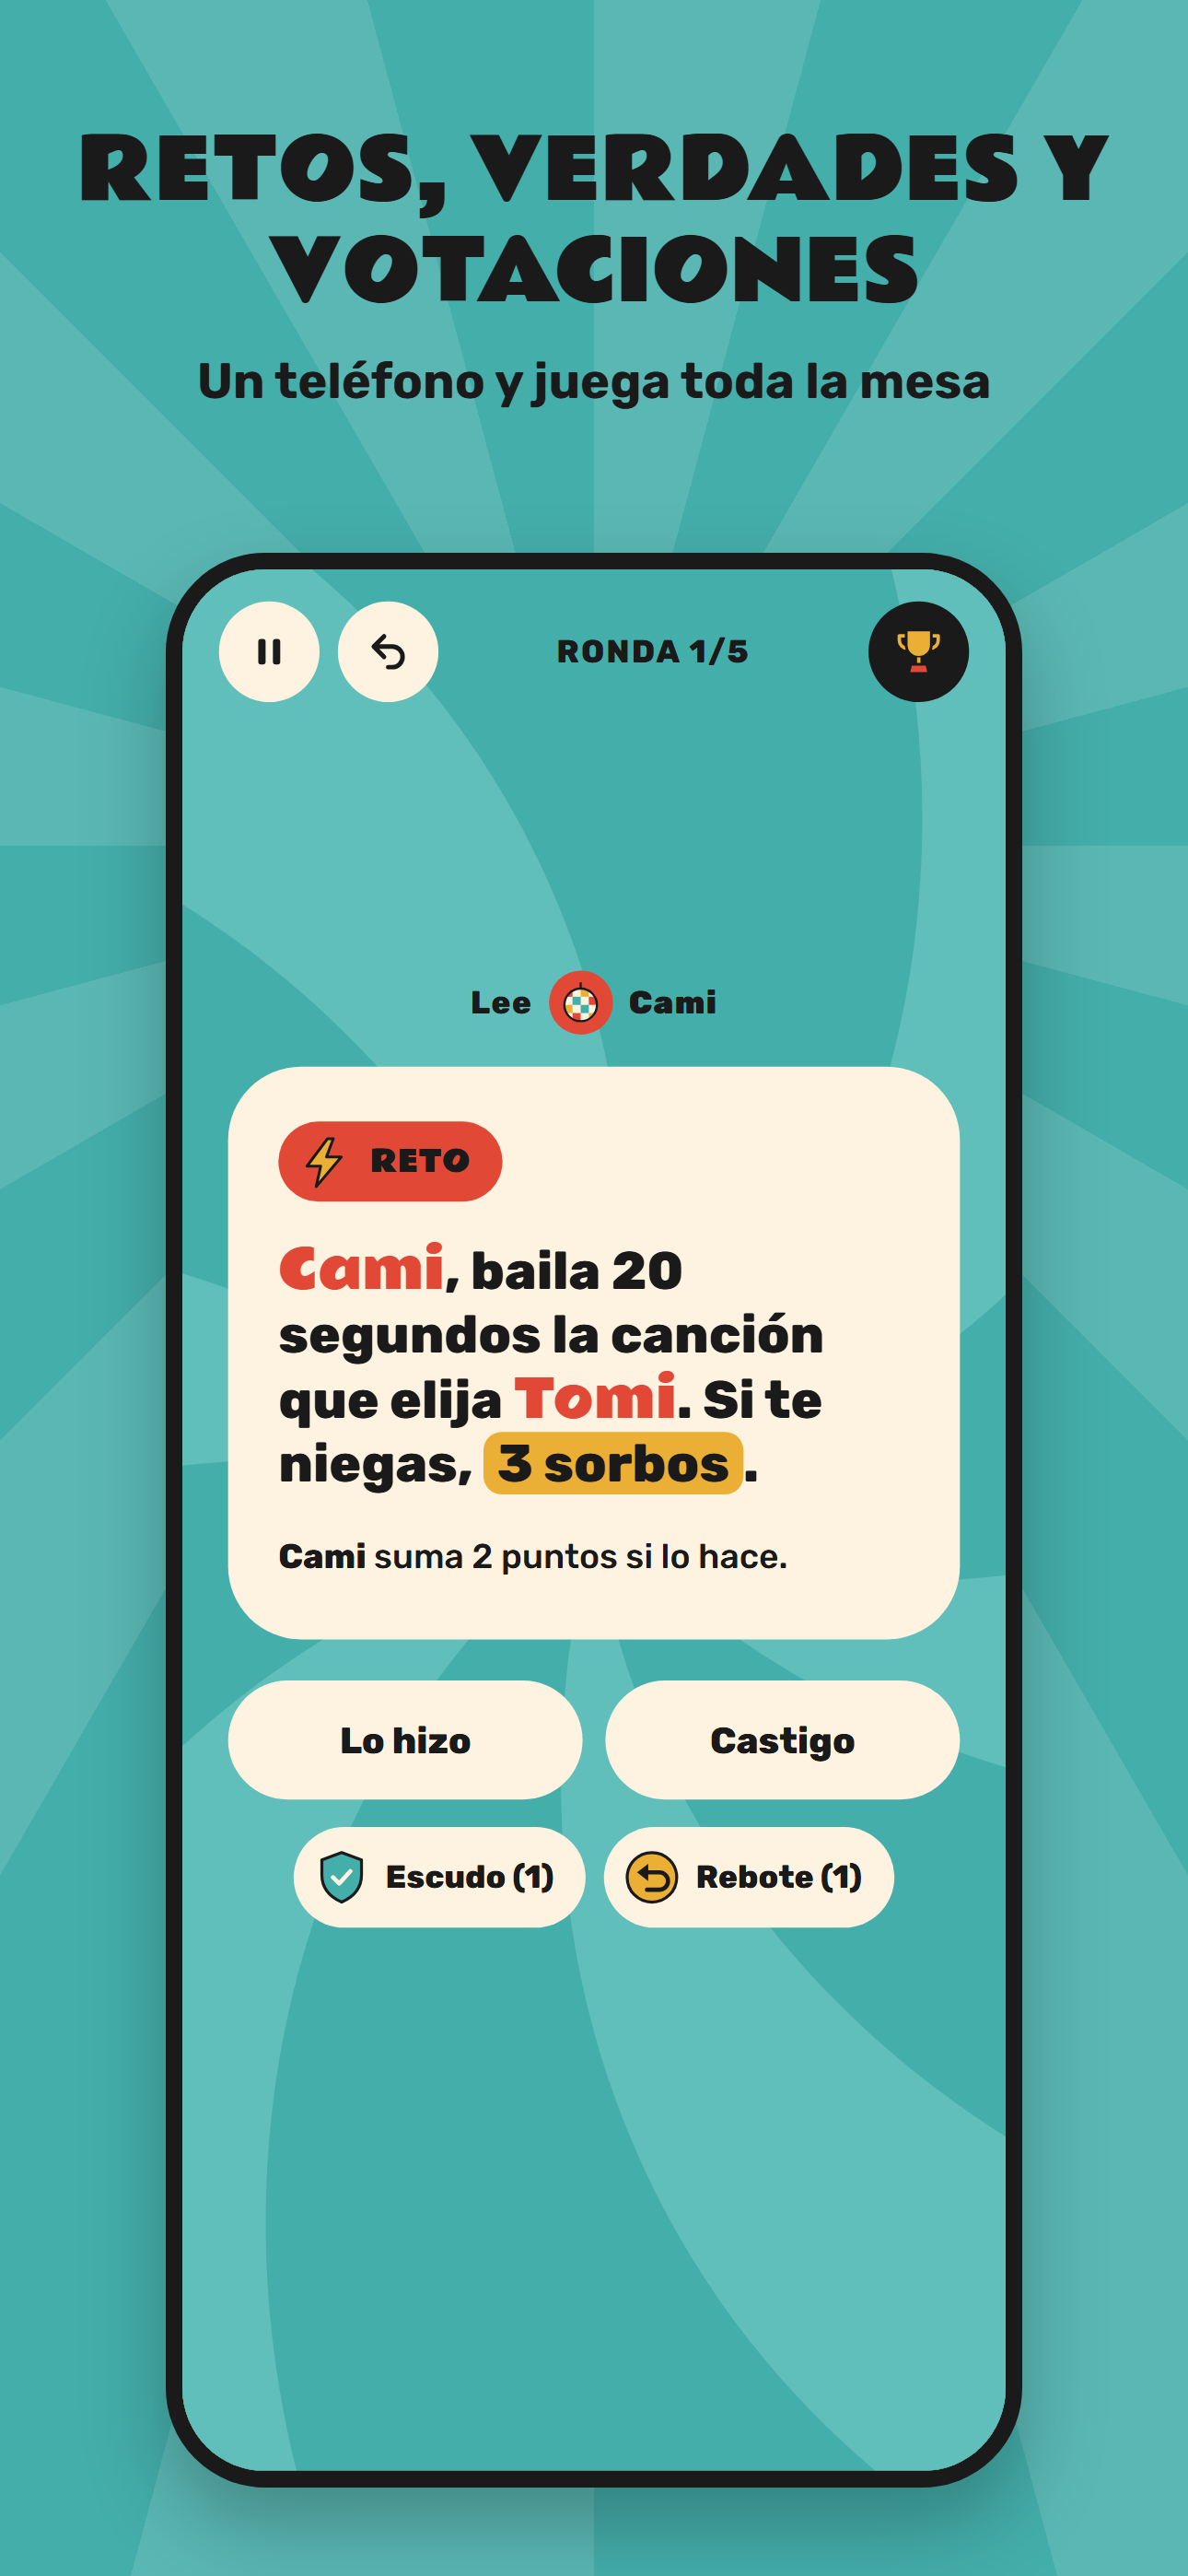 RETOS, VERDADES Y
VOTACIONES
Un teléfono y juega toda la mesa
RONDA 1/5
Lee Cami
RETO
Cami, baila 20
segundos la canción
que elija Tomi. Si te
niegas, 3 sorbos.
Cami suma 2 puntos si lo hace.
Lo hizo
Castigo
Escudo (1)
Rebote (1)